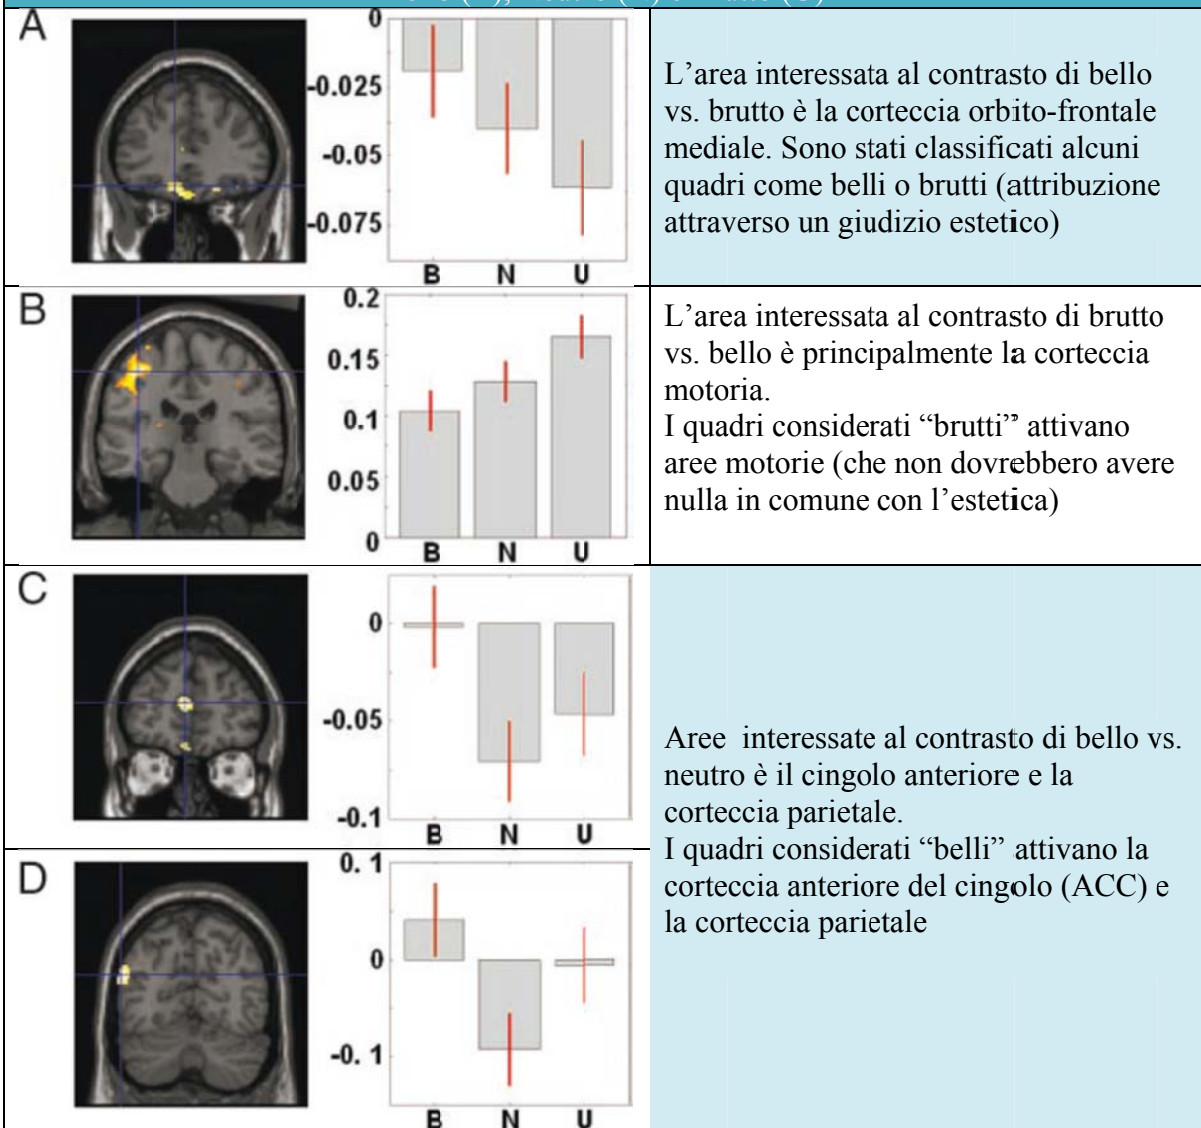 A
0
-0.025
-0.05
-0.075
B N U
L’area interessata al contrasto di bello
vs. brutto è la corteccia orbito-frontale
mediale. Sono stati classificati alcuni
quadri come belli o brutti (attribuzione
attraverso un giudizio estetico)
B
0.2
0.15
0.1
0.05
0
B N U
L’area interessata al contrasto di brutto
vs. bello è principalmente la corteccia
motoria.
I quadri considerati “brutti” attivano
aree motorie (che non dovrebbero avere
nulla in comune con l’estetica)
C
0
-0.05
-0.1
B N U
D
0.1
0
-0.1
B N U
Aree interessate al contrasto di bello vs.
neutro è il cingolo anteriore e la
corteccia parietale.
I quadri considerati “belli” attivano la
corteccia anteriore del cingolo (ACC) e
la corteccia parietale